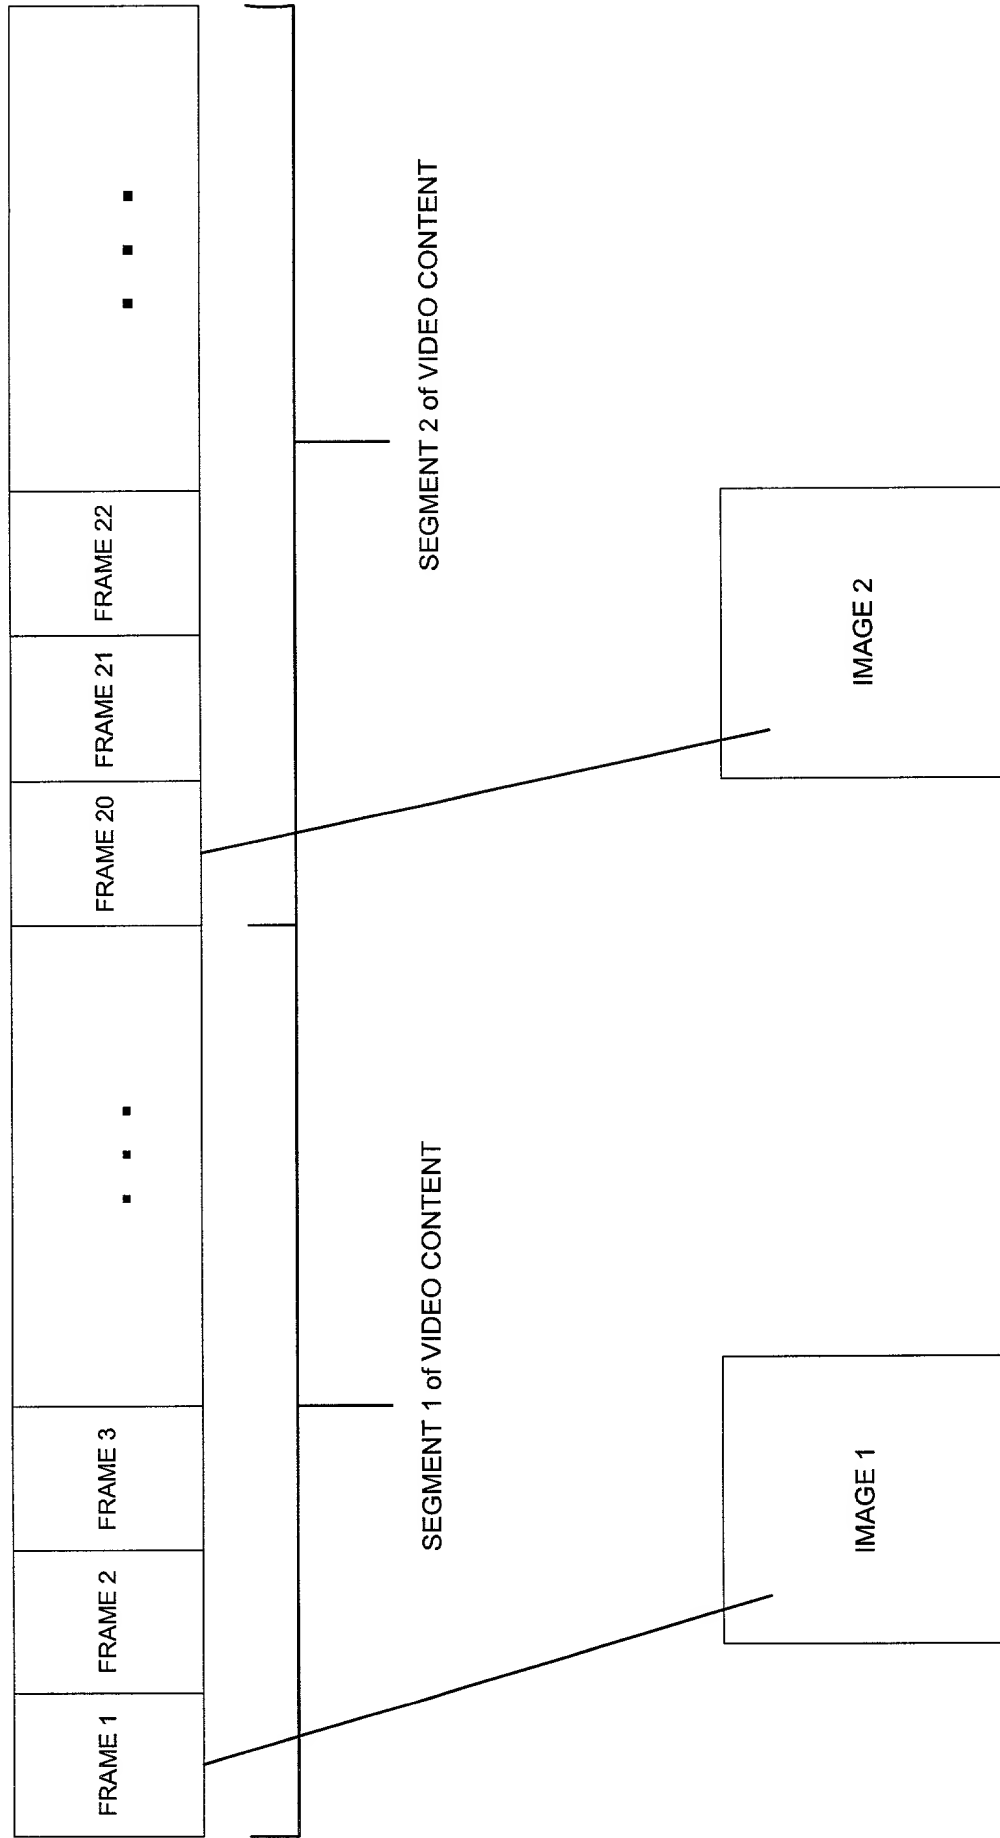 FRAME 1
FRAME 2
FRAME 3
FRAME 20
FRAME 21
FRAME 22
SEGMENT 1 of VIDEO CONTENT
SEGMENT 2 of VIDEO CONTENT
IMAGE 1
IMAGE 2